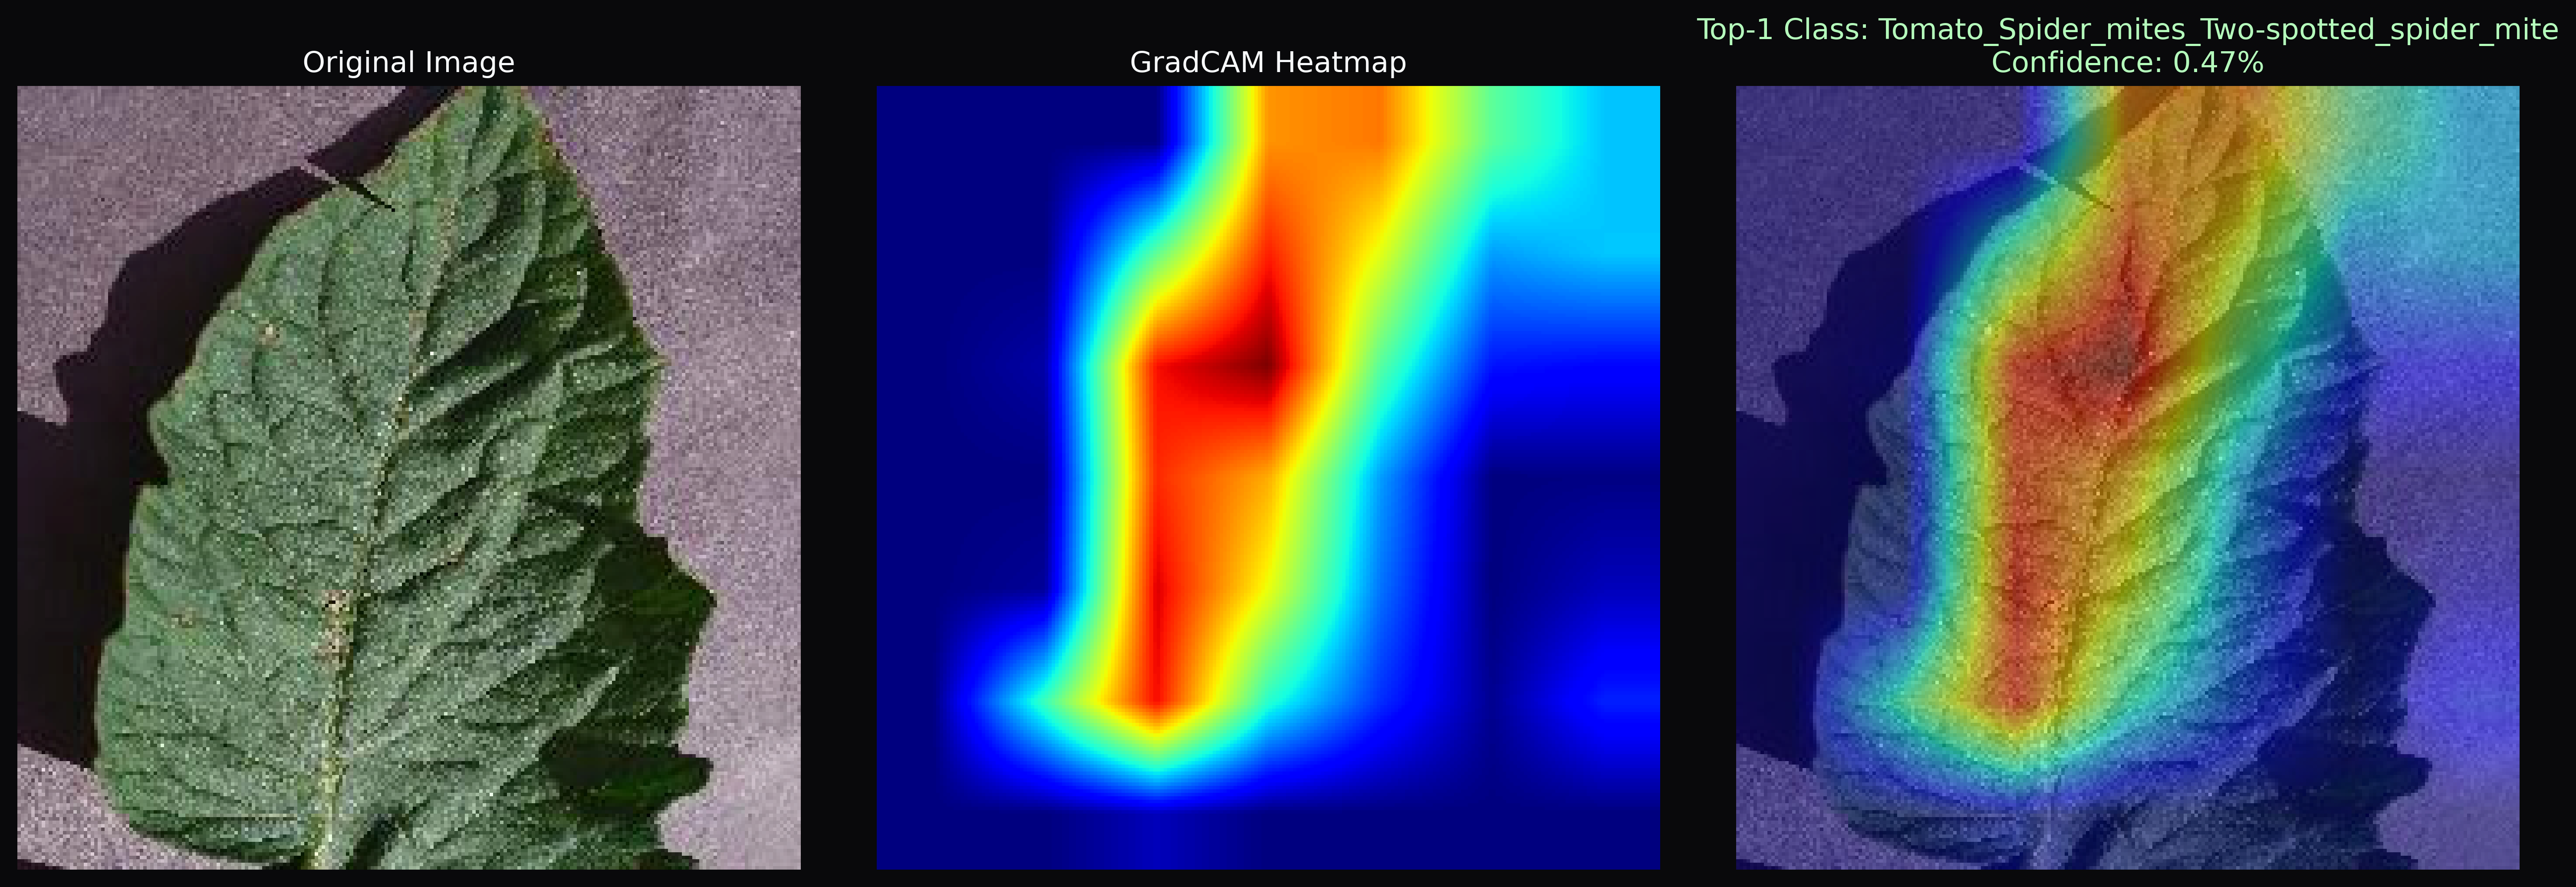 Original Image
GradCAM Heatmap
Top-1 Class: Tomato_Spider_mites_Two-spotted_spider_mite
Confidence: 0.47%